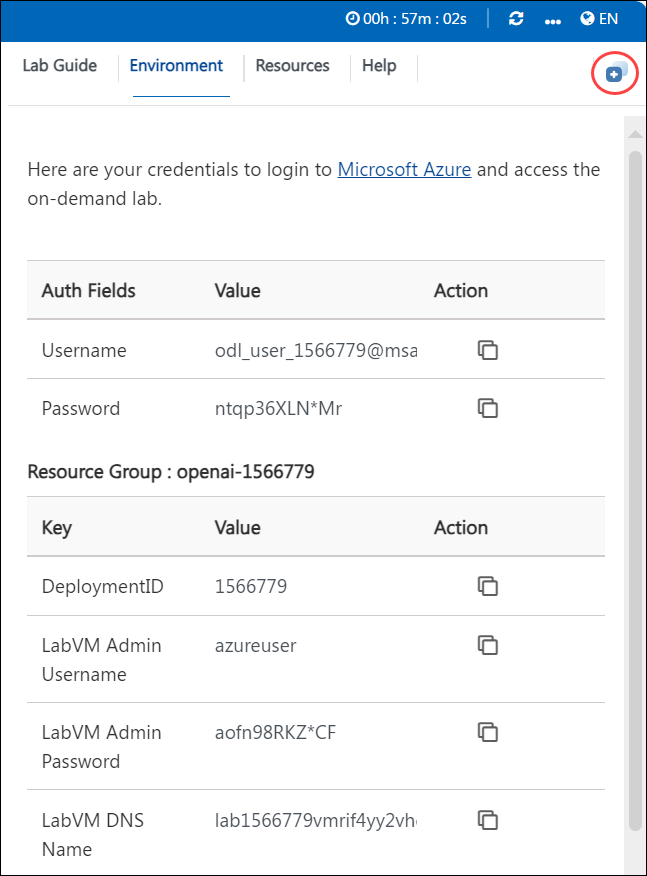 00h : 57m : 02s EN
Lab Guide Environment Resources Help
Here are your credentials to login to Microsoft Azure and access the
on-demand lab.
Auth Fields Value Action
Username odl_user_1566779@msa
Password ntqp36XLN*Mr
Resource Group : openai-1566779
Key Value Action
DeploymentID 1566779
LabVM Admin
Username
azureuser
LabVM Admin
Password
aofn98RKZ*CF
LabVM DNS
Name
lab1566779vmrif4yy2vh